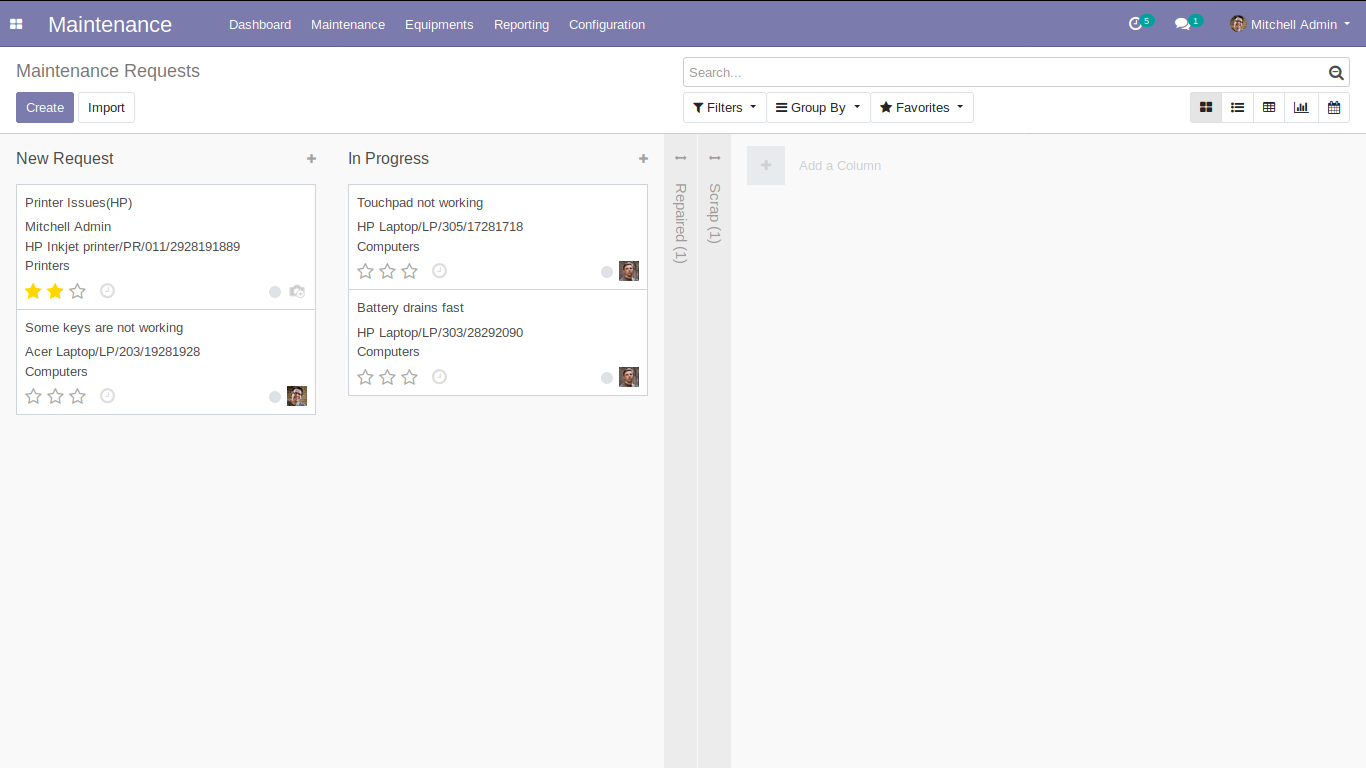 Maintenance Dashboard Maintenance Equipments Reporting Configuration 5 1 Mitchell Admin
Maintenance Requests
Search...
Create Import
Filters Group By Favorites
New Request
Printer Issues(HP)
Mitchell Admin
HP Inkjet printer/PR/011/2928191889
Printers
Some keys are not working
Acer Laptop/LP/203/19281928
Computers
In Progress
Touchpad not working
HP Laptop/LP/305/17281718
Computers
Battery drains fast
HP Laptop/LP/303/28292090
Computers
Repaired (1)
Scrap (1)
Add a Column